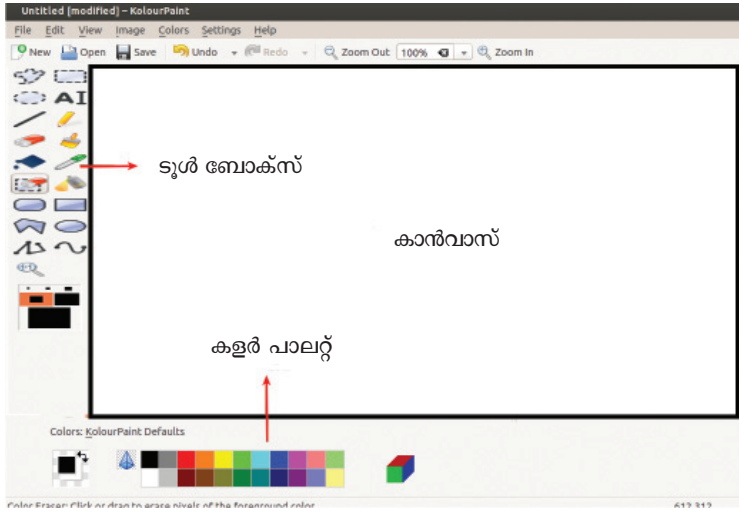 Untitled [modified] – KolourPaint
File Edit View Image Colors Settings Help
New Open Save Undo Redo Zoom Out 100% Zoom In
AI
ടൂൾ ബോക്സ്
കാൻവാസ്
കളർ പാലറ്റ്
Colors: KolourPaint Defaults
Color Eraser: Click or drag to erase pixels of the foreground color
612,312